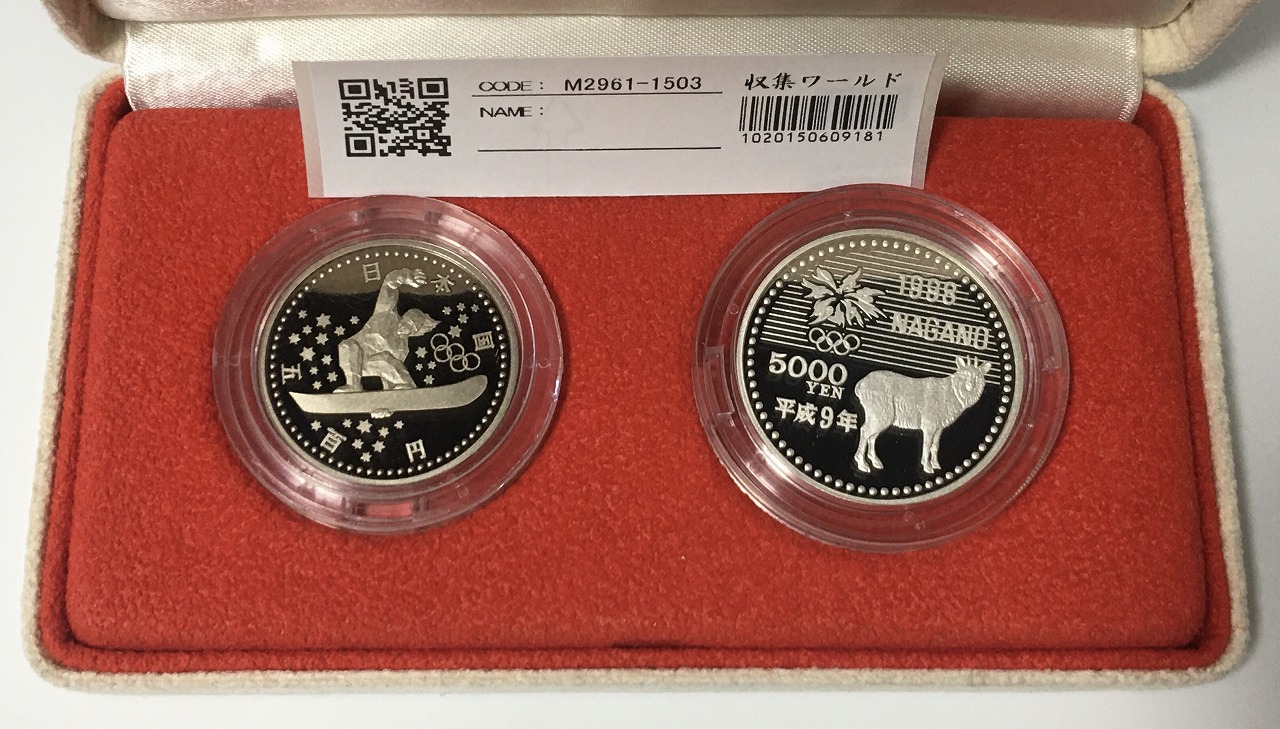 CODE : M2961-1503
NAME :
収集ワールド
1020150609181
日本国
五百円
1998
NAGANO
5000
YEN
平成9年